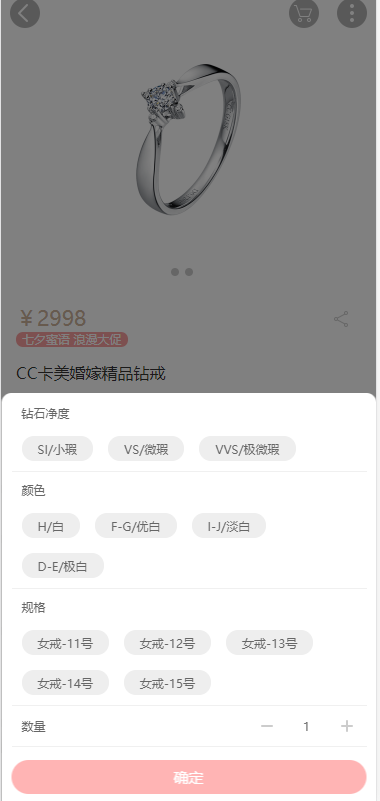 ￥2998
七夕蜜语 浪漫大促
CC卡美婚嫁精品钻戒
钻石净度
SI/小瑕 VS/微瑕 VVS/极微瑕
颜色
H/白 F-G/优白 I-J/淡白
D-E/极白
规格
女戒-11号 女戒-12号 女戒-13号
女戒-14号 女戒-15号
数量 1
确定